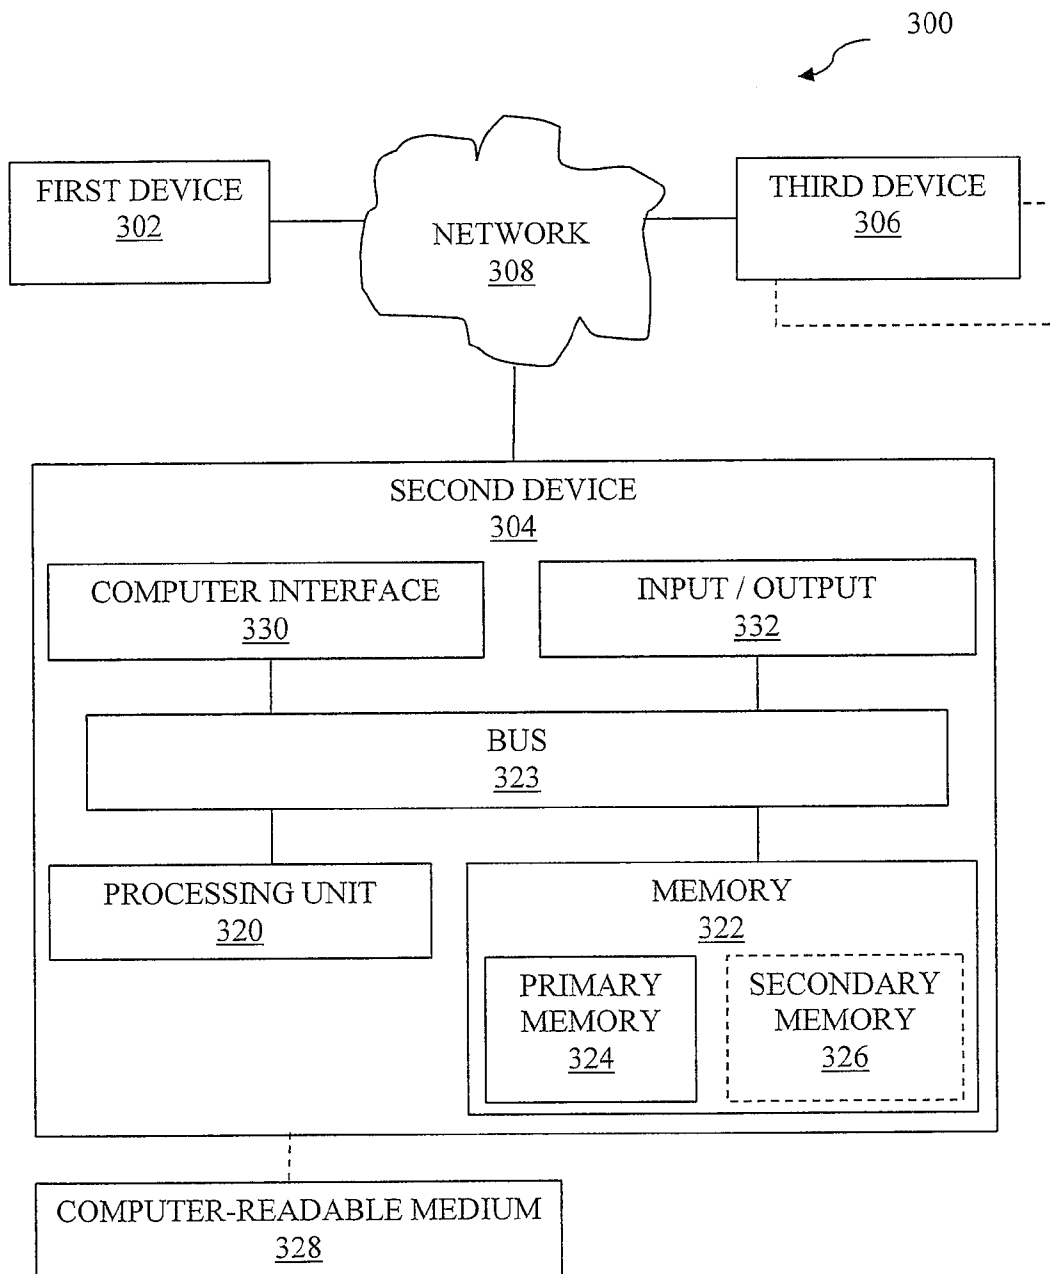 300
FIRST DEVICE
302
NETWORK
308
THIRD DEVICE
306
SECOND DEVICE
304
COMPUTER INTERFACE
330
INPUT / OUTPUT
332
BUS
323
PROCESSING UNIT
320
MEMORY
322
PRIMARY
MEMORY
324
SECONDARY
MEMORY
326
COMPUTER-READABLE MEDIUM
328